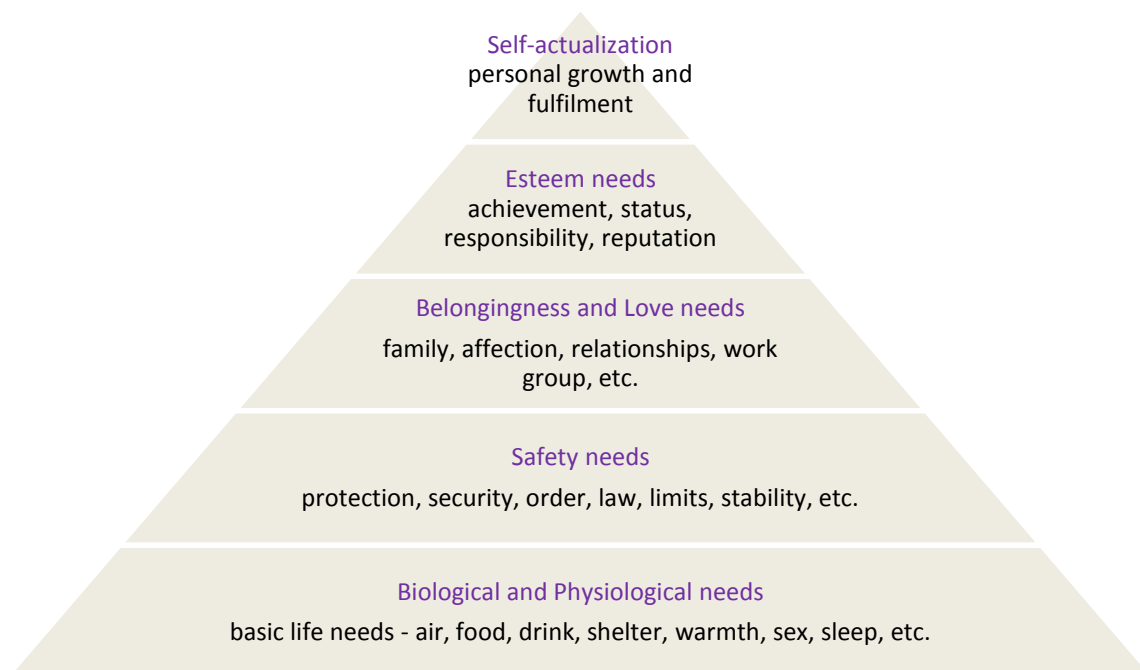 Self-actualization
personal growth and
fulfilment
Esteem needs
achievement, status,
responsibility, reputation
Belongingness and Love needs
family, affection, relationships, work
group, etc.
Safety needs
protection, security, order, law, limits, stability, etc.
Biological and Physiological needs
basic life needs - air, food, drink, shelter, warmth, sex, sleep, etc.